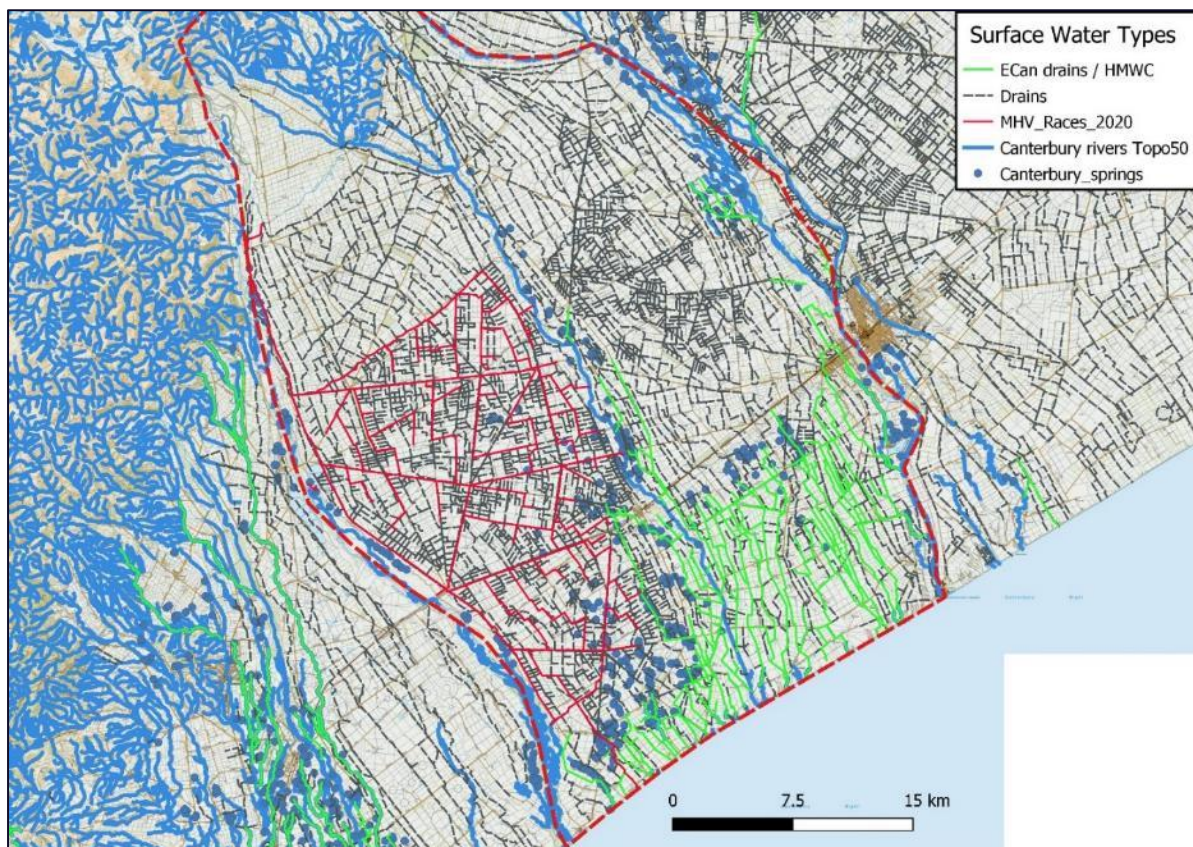 Surface Water Types
ECan drains / HMWC
Drains
MHV_Races_2020
Canterbury rivers Topo50
Canterbury_springs
0 7.5 15 km